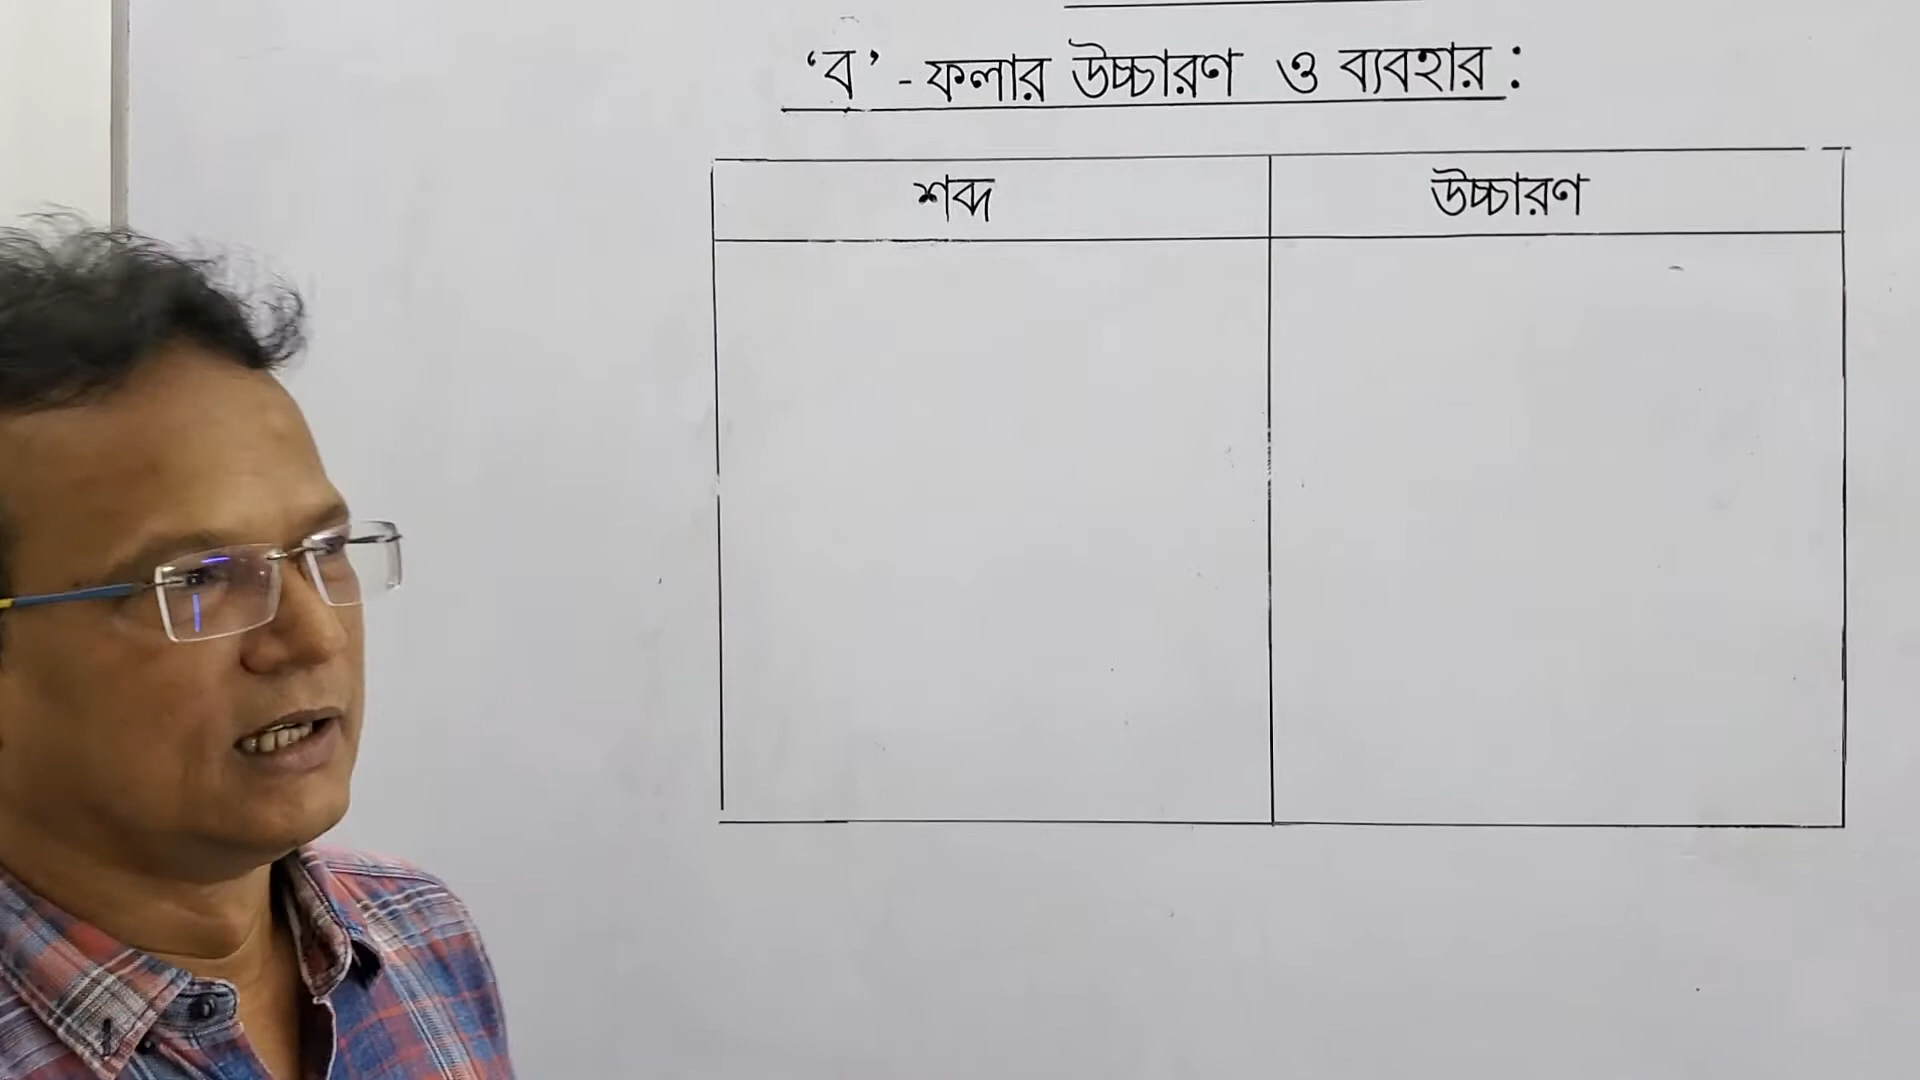 ‘ব’ - ফলার উচ্চারণ ও ব্যবহার :
শব্দ
উচ্চারণ